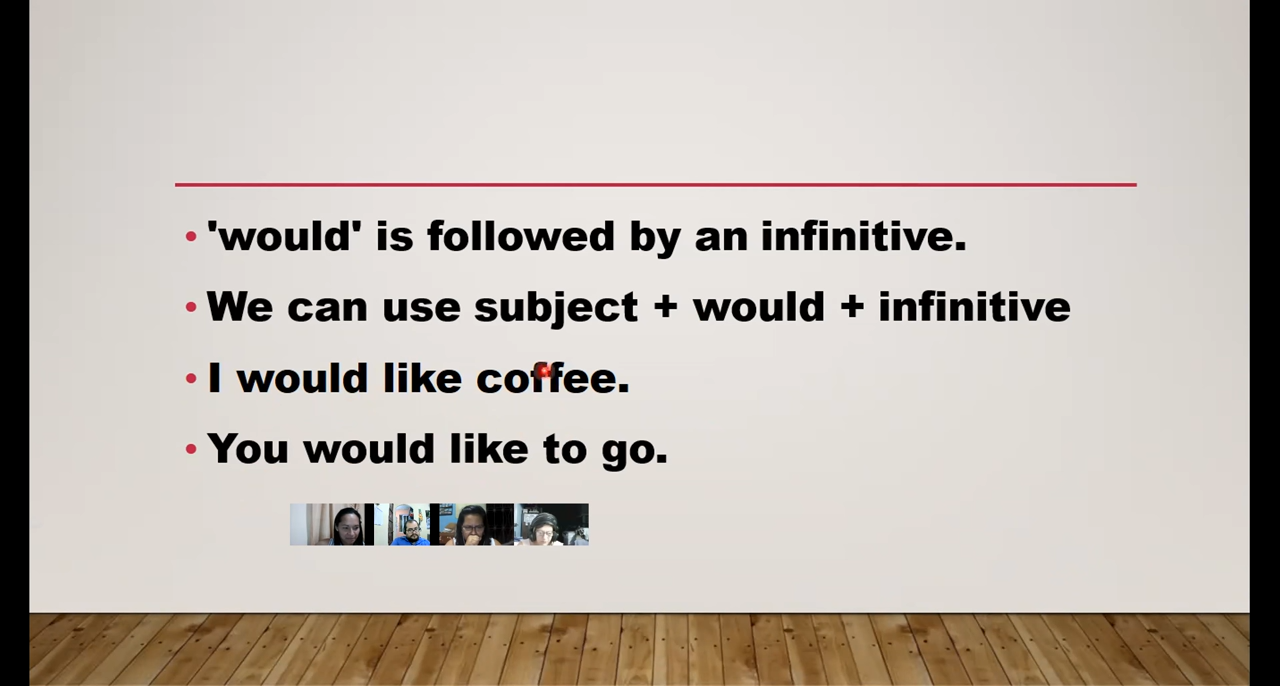 'would' is followed by an infinitive.
We can use subject + would + infinitive
I would like coffee.
You would like to go.